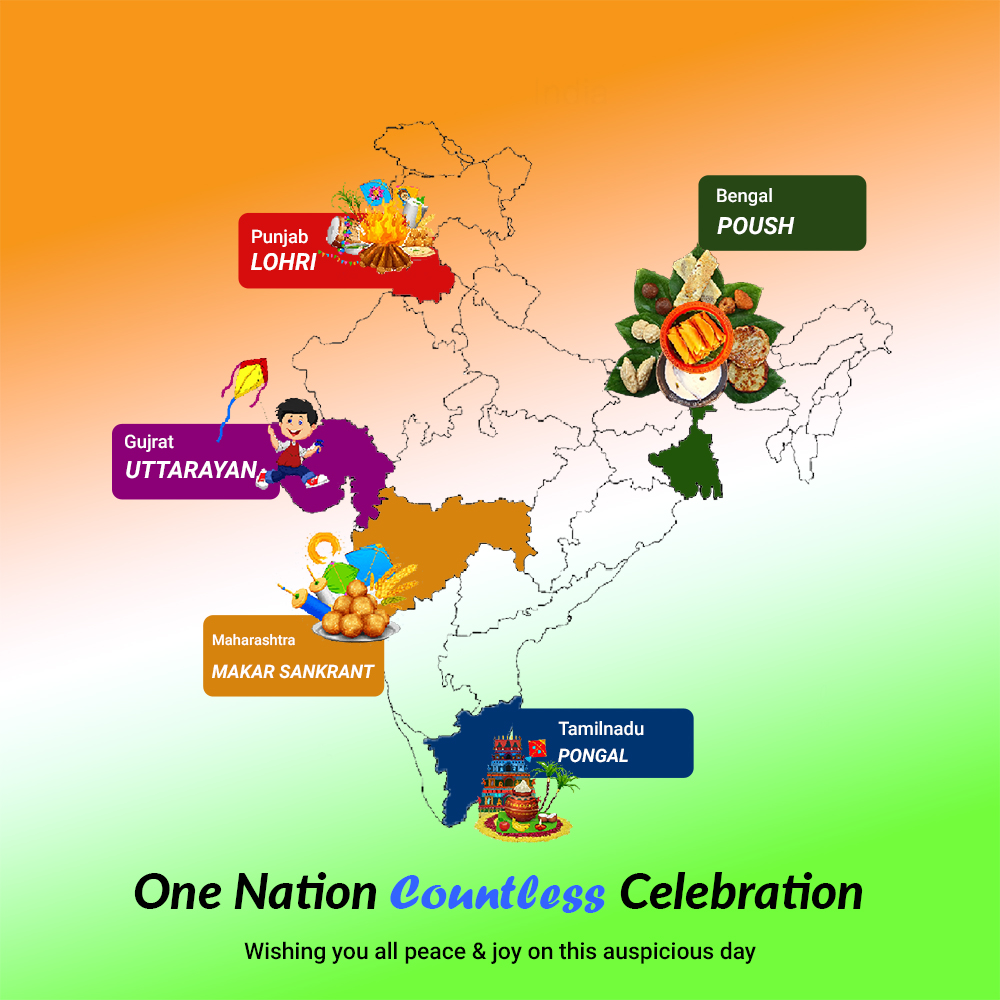 Bengal
POUSH
Punjab
LOHRI
Gujrat
UTTARAYAN
Maharashtra
MAKAR SANKRANT
Tamilnadu
PONGAL
One Nation Countless Celebration
Wishing you all peace & joy on this auspicious day